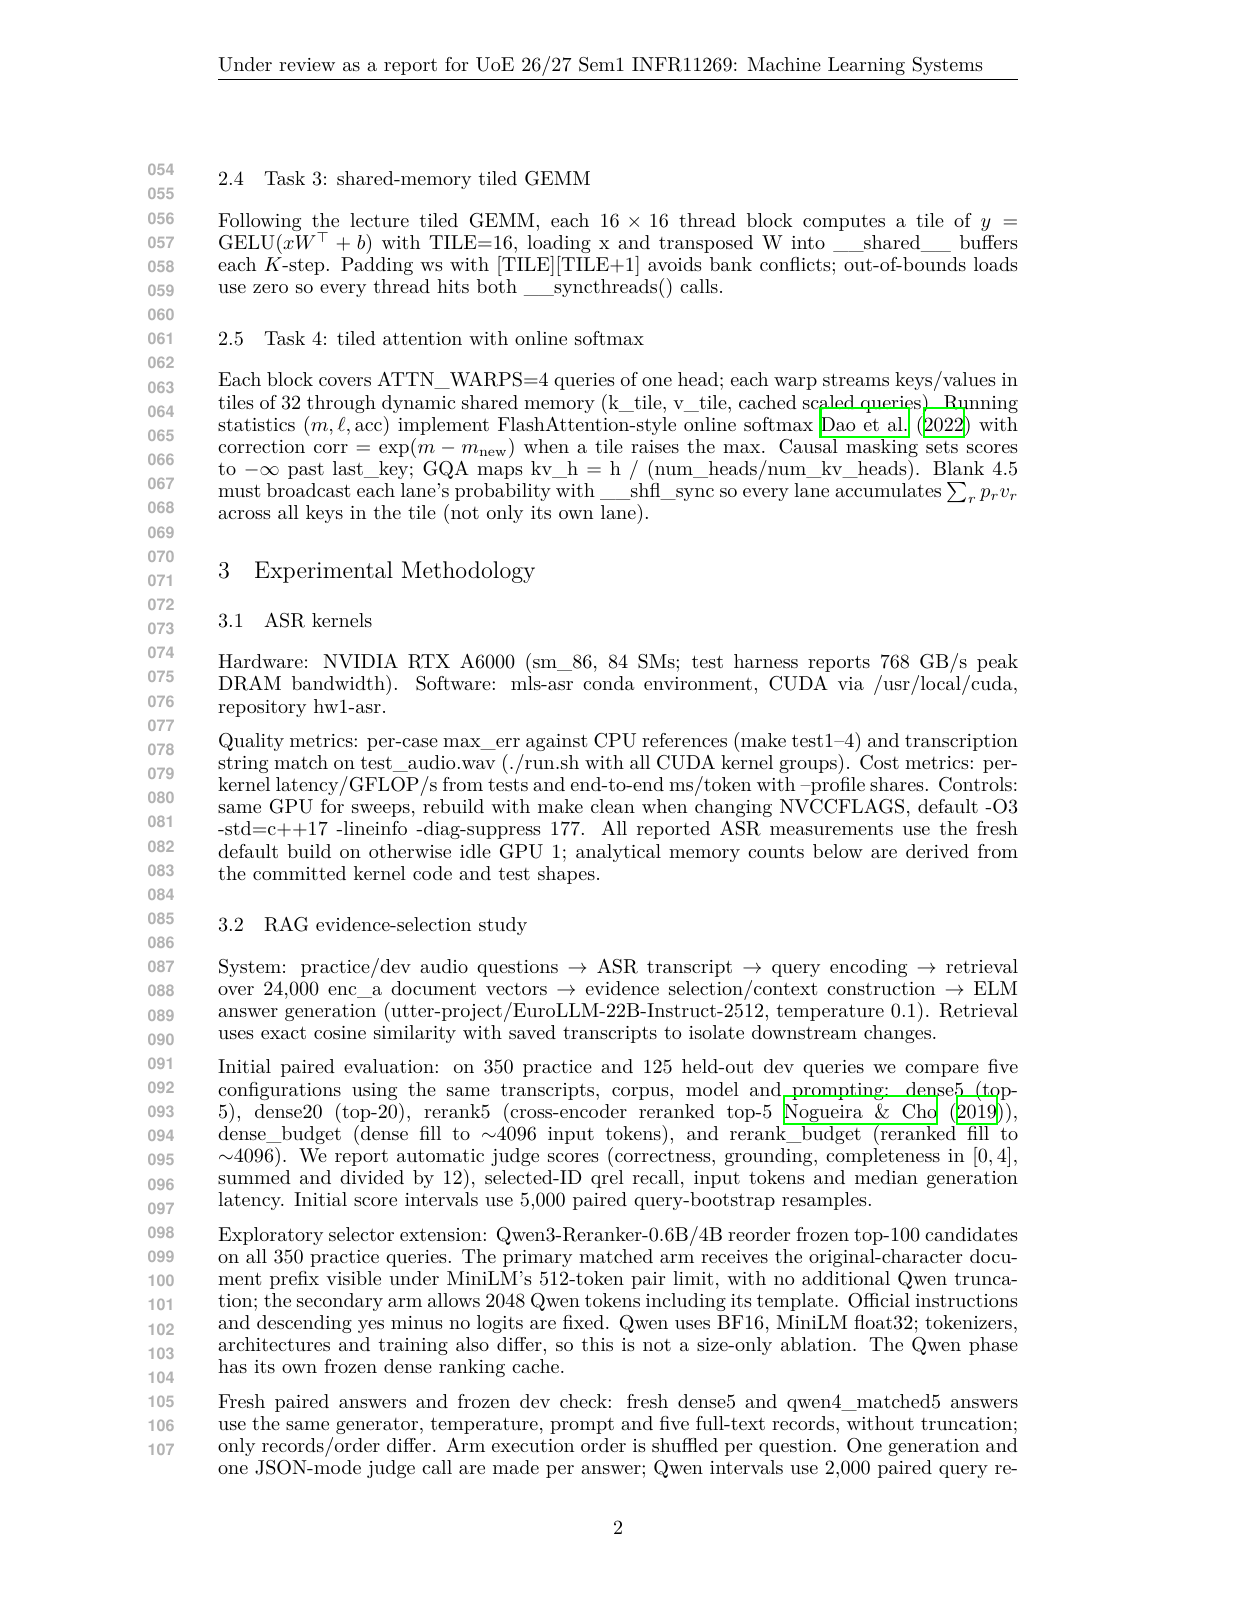 Under review as a report for UoE 26/27 Sem1 INFR11269: Machine Learning Systems
054
055
056
057
058
059
060
061
062
063
064
065
066
067
068
069
070
071
072
073
074
075
076
077
078
079
080
081
082
083
084
085
086
087
088
089
090
091
092
093
094
095
096
097
098
099
100
101
102
103
104
105
106
107
2.4 Task 3: shared-memory tiled GEMM
Following the lecture tiled GEMM, each 16 × 16 thread block computes a tile of y =
GELU(xW⊤ + b) with TILE=16, loading x and transposed W into __shared__ buffers
each K-step. Padding ws with [TILE][TILE+1] avoids bank conflicts; out-of-bounds loads
use zero so every thread hits both __syncthreads() calls.
2.5 Task 4: tiled attention with online softmax
Each block covers ATTN_WARPS=4 queries of one head; each warp streams keys/values in
tiles of 32 through dynamic shared memory (k_tile, v_tile, cached scaled queries). Running
statistics (m, ℓ, acc) implement FlashAttention-style online softmax Dao et al. (2022) with
correction corr = exp(m − m_new) when a tile raises the max. Causal masking sets scores
to −∞ past last_key; GQA maps kv_h = h / (num_heads/num_kv_heads). Blank 4.5
must broadcast each lane's probability with __shfl_sync so every lane accumulates ∑_r p_r v_r
across all keys in the tile (not only its own lane).
3 Experimental Methodology
3.1 ASR kernels
Hardware: NVIDIA RTX A6000 (sm_86, 84 SMs; test harness reports 768 GB/s peak
DRAM bandwidth). Software: mls-asr conda environment, CUDA via /usr/local/cuda,
repository hw1-asr.
Quality metrics: per-case max_err against CPU references (make test1–4) and transcription
string match on test_audio.wav (./run.sh with all CUDA kernel groups). Cost metrics: per-
kernel latency/GFLOP/s from tests and end-to-end ms/token with –profile shares. Controls:
same GPU for sweeps, rebuild with make clean when changing NVCCFLAGS, default -O3
-std=c++17 -lineinfo -diag-suppress 177. All reported ASR measurements use the fresh
default build on otherwise idle GPU 1; analytical memory counts below are derived from
the committed kernel code and test shapes.
3.2 RAG evidence-selection study
System: practice/dev audio questions → ASR transcript → query encoding → retrieval
over 24,000 enc_a document vectors → evidence selection/context construction → ELM
answer generation (utter-project/EuroLLM-22B-Instruct-2512, temperature 0.1). Retrieval
uses exact cosine similarity with saved transcripts to isolate downstream changes.
Initial paired evaluation: on 350 practice and 125 held-out dev queries we compare five
configurations using the same transcripts, corpus, model and prompting: dense5 (top-
5), dense20 (top-20), rerank5 (cross-encoder reranked top-5 Nogueira & Cho (2019)),
dense_budget (dense fill to ∼4096 input tokens), and rerank_budget (reranked fill to
∼4096). We report automatic judge scores (correctness, grounding, completeness in [0, 4],
summed and divided by 12), selected-ID qrel recall, input tokens and median generation
latency. Initial score intervals use 5,000 paired query-bootstrap resamples.
Exploratory selector extension: Qwen3-Reranker-0.6B/4B reorder frozen top-100 candidates
on all 350 practice queries. The primary matched arm receives the original-character docu-
ment prefix visible under MiniLM's 512-token pair limit, with no additional Qwen trunca-
tion; the secondary arm allows 2048 Qwen tokens including its template. Official instructions
and descending yes minus no logits are fixed. Qwen uses BF16, MiniLM float32; tokenizers,
architectures and training also differ, so this is not a size-only ablation. The Qwen phase
has its own frozen dense ranking cache.
Fresh paired answers and frozen dev check: fresh dense5 and qwen4_matched5 answers
use the same generator, temperature, prompt and five full-text records, without truncation;
only records/order differ. Arm execution order is shuffled per question. One generation and
one JSON-mode judge call are made per answer; Qwen intervals use 2,000 paired query re-
2